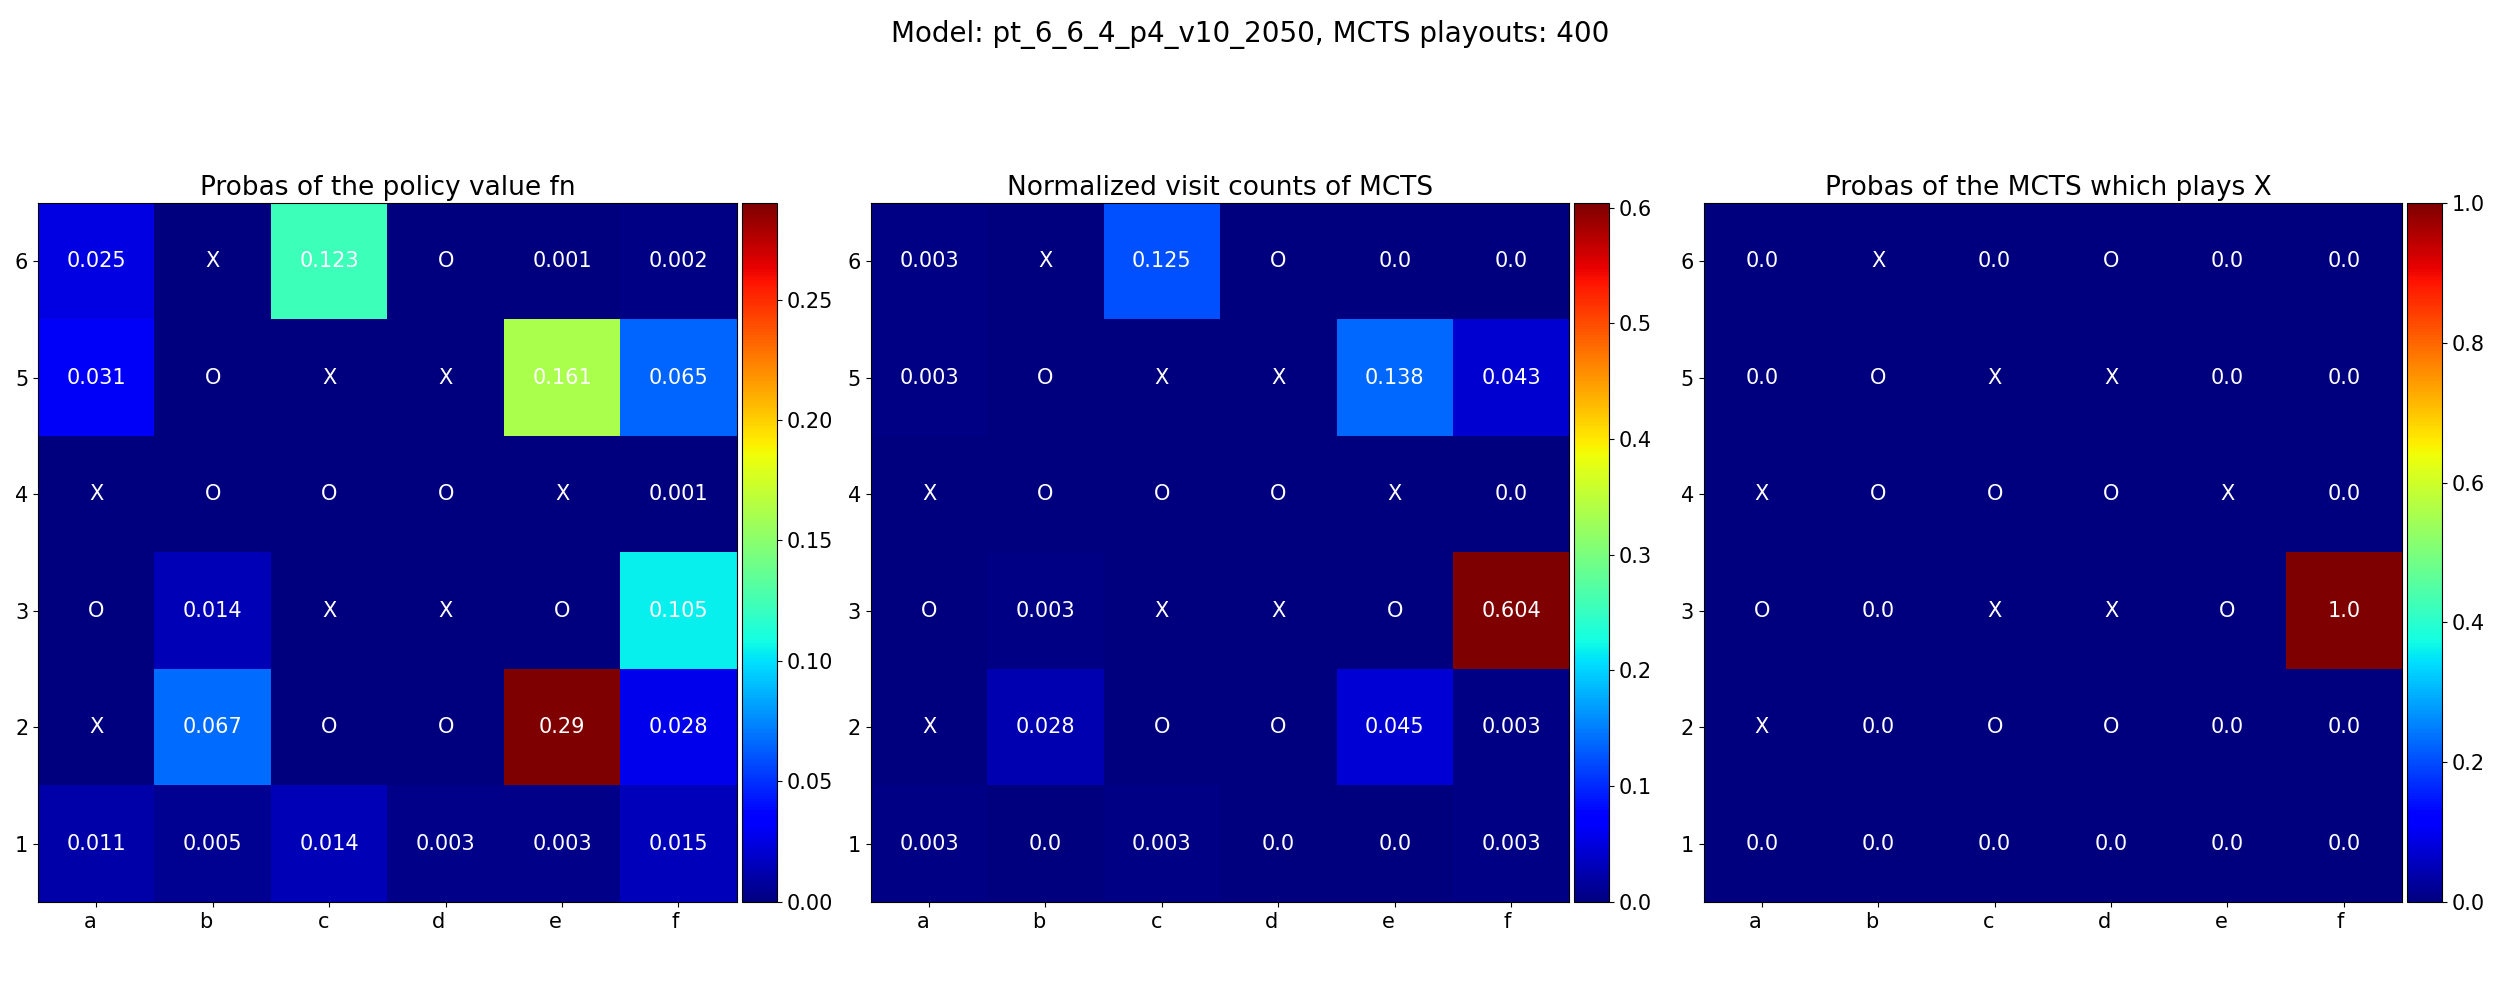 Model: pt_6_6_4_p4_v10_2050, MCTS playouts: 400
Probas of the policy value fn
6 0.025 X 0.123 O 0.001 0.002
5 0.031 O X X 0.161 0.065
4 X O O O X 0.001
3 O 0.014 X X O 0.105
2 X 0.067 O O 0.29 0.028
1 0.011 0.005 0.014 0.003 0.003 0.015
a b c d e f
0.25
0.20
0.15
0.10
0.05
0.00
Normalized visit counts of MCTS
6 0.003 X 0.125 O 0.0 0.0
5 0.003 O X X 0.138 0.043
4 X O O O X 0.0
3 O 0.003 X X O 0.604
2 X 0.028 O O 0.045 0.003
1 0.003 0.0 0.003 0.0 0.0 0.003
a b c d e f
0.6
0.5
0.4
0.3
0.2
0.1
0.0
Probas of the MCTS which plays X
6 0.0 X 0.0 O 0.0 0.0
5 0.0 O X X 0.0 0.0
4 X O O O X 0.0
3 O 0.0 X X O 1.0
2 X 0.0 O O 0.0 0.0
1 0.0 0.0 0.0 0.0 0.0 0.0
a b c d e f
1.0
0.8
0.6
0.4
0.2
0.0